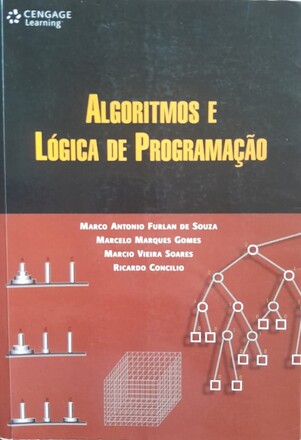 CENGAGE
Learning
ALGORITMOS E
LÓGICA DE PROGRAMAÇÃO
MARCO ANTONIO FURLAN DE SOUZA
MARCELO MARQUES GOMES
MARCIO VIEIRA SOARES
RICARDO CONCILIO